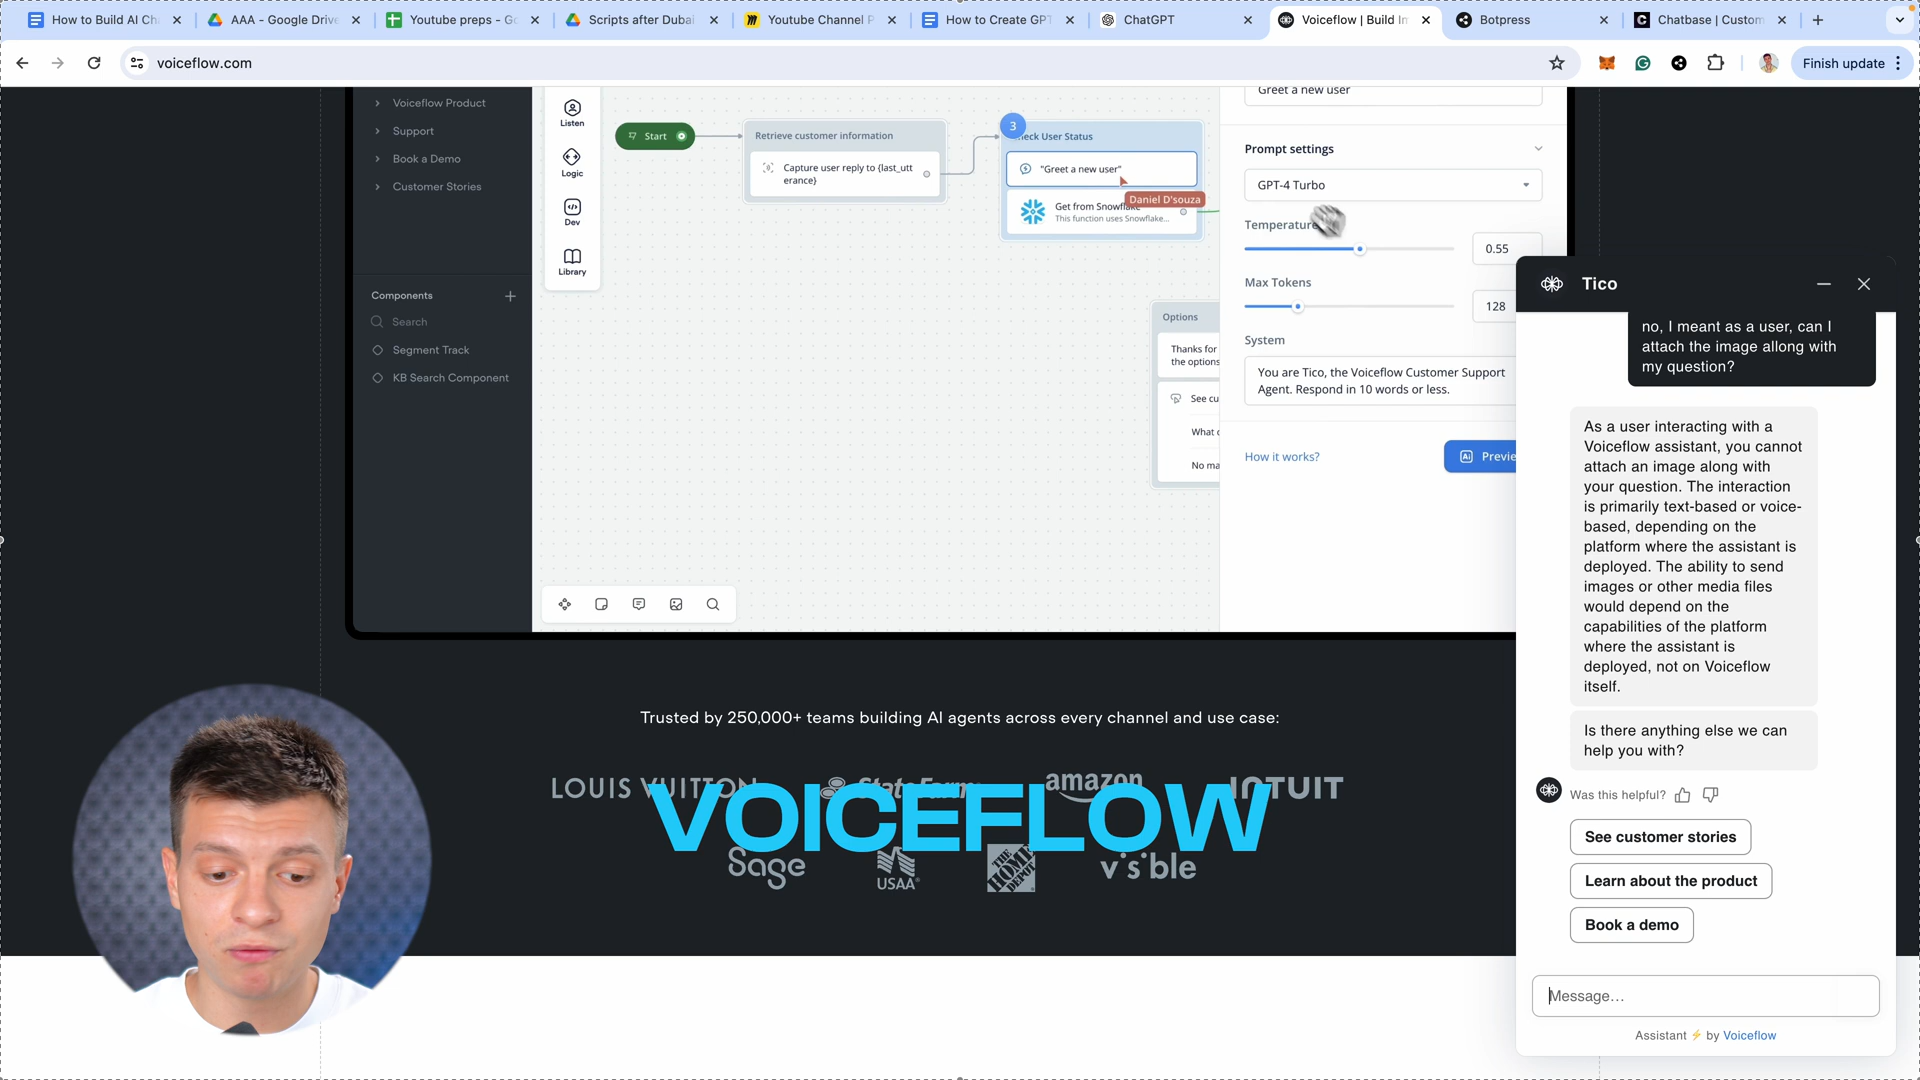 How to Build AI Ch
AAA - Google Drive
Youtube preps - Go
Scripts after Dubai
Youtube Channel P
How to Create GPT
ChatGPT
Voiceflow | Build In
Botpress
Chatbase | Custom
voiceflow.com
Finish update
Voiceflow Product
Support
Book a Demo
Customer Stories
Components
Search
Segment Track
KB Search Component
Listen
Logic
Dev
Library
Start
Retrieve customer information
Capture user reply to {last_utt
erance}
3
eck User Status
"Greet a new user"
Daniel D'souza
Get from Snowflake
This function uses Snowflake...
Options
Thanks for
the options
See cu
What c
No ma
Greet a new user
Prompt settings
GPT-4 Turbo
Temperature
0.55
Max Tokens
128
System
You are Tico, the Voiceflow Customer Support
Agent. Respond in 10 words or less.
How it works?
Previe
Tico
no, I meant as a user, can I
attach the image allong with
my question?
As a user interacting with a
Voiceflow assistant, you cannot
attach an image along with
your question. The interaction
is primarily text-based or voice-
based, depending on the
platform where the assistant is
deployed. The ability to send
images or other media files
would depend on the
capabilities of the platform
where the assistant is
deployed, not on Voiceflow
itself.
Is there anything else we can
help you with?
Was this helpful?
See customer stories
Learn about the product
Book a demo
Message...
Assistant ⚡ by Voiceflow
Trusted by 250,000+ teams building AI agents across every channel and use case:
LOUIS VUITTON
StateFarm
amazon
INTUIT
VOICEFLOW
Sage
USAA
THE HOME DEPOT
visible